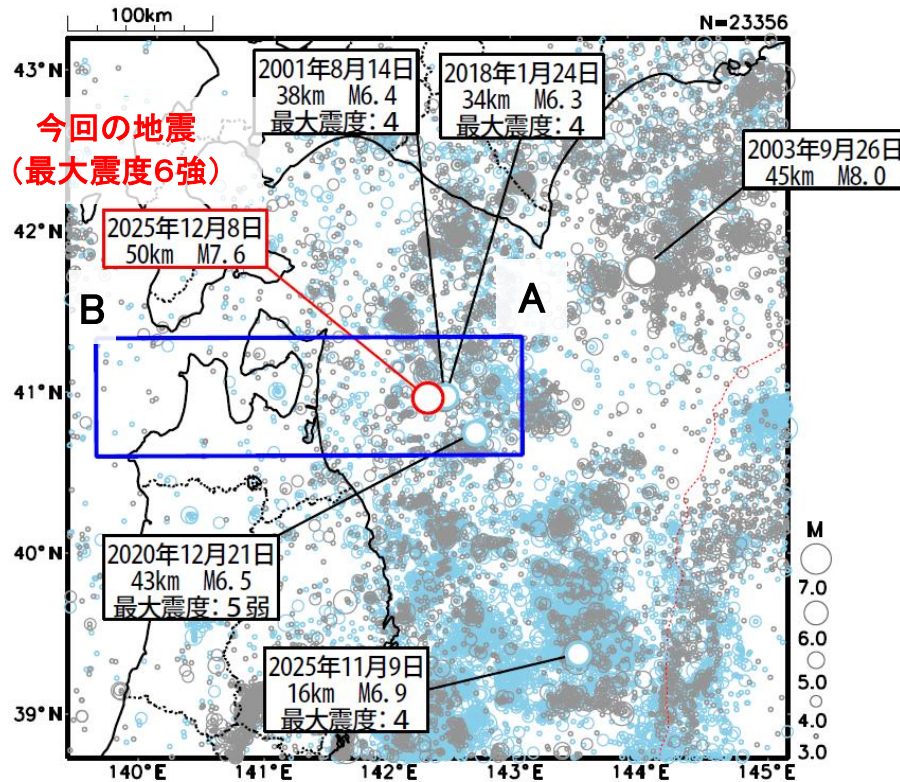 100km
N=23356
43°N
42°N
41°N
40°N
39°N
2001年8月14日
38km M6.4
最大震度:4
2018年1月24日
34km M6.3
最大震度:4
2003年9月26日
45km M8.0
今回の地震
(最大震度6強)
2025年12月8日
50km M7.6
A
B
2020年12月21日
43km M6.5
最大震度:5弱
2025年11月9日
16km M6.9
最大震度:4
M
7.0
6.0
5.0
4.0
3.0
140°E
141°E
142°E
143°E
144°E
145°E